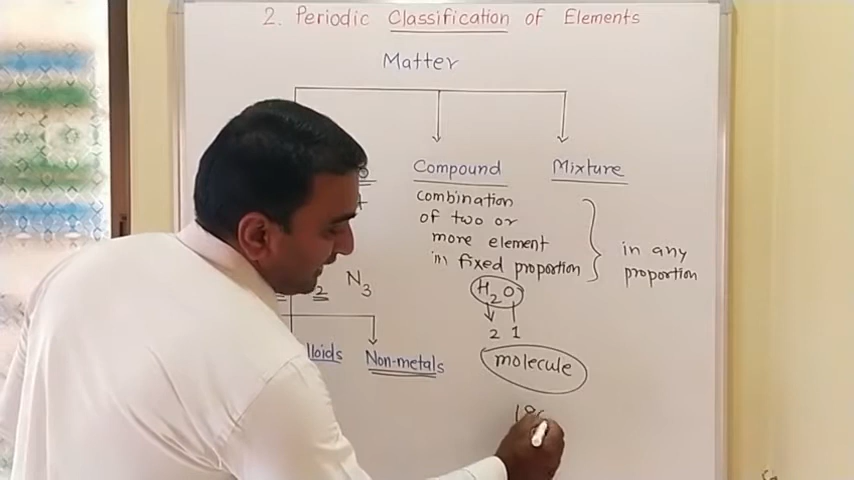 2. Periodic Classification of Elements
Matter
Compound
Mixture
combination
of two or
more element
in fixed proportion
in any
proportion
H2O
2 1
N3
2
lloids
Non-metals
molecule